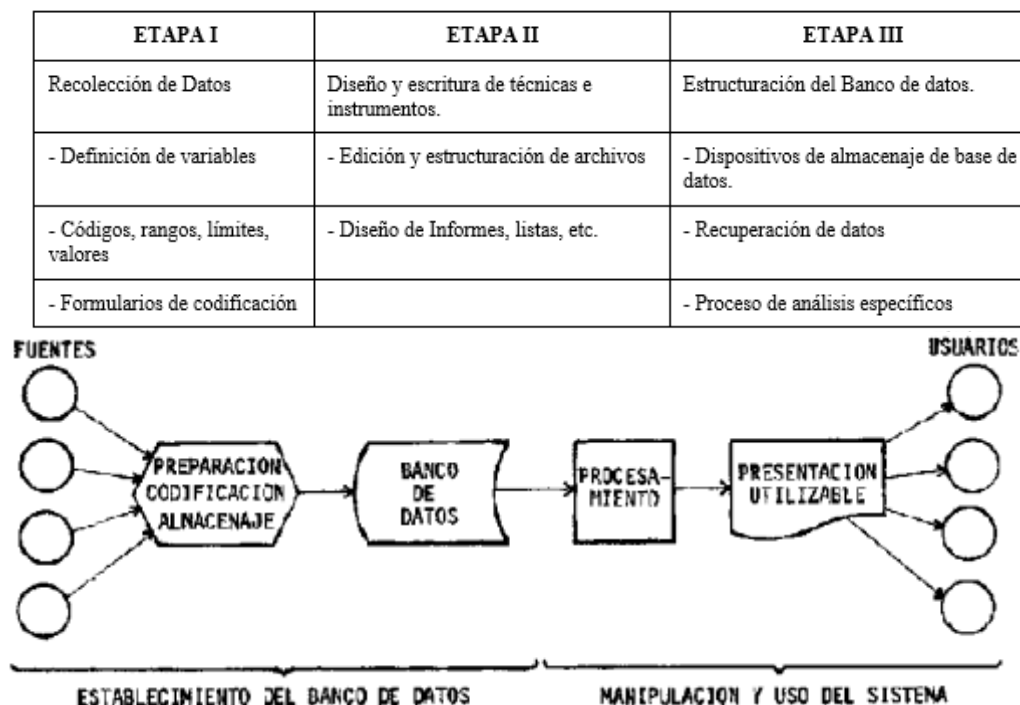 ETAPA I ETAPA II ETAPA III
Recolección de Datos Diseño y escritura de técnicas e instrumentos. Estructuración del Banco de datos.
- Definición de variables - Edición y estructuración de archivos - Dispositivos de almacenaje de base de datos.
- Códigos, rangos, límites, valores - Diseño de Informes, listas, etc. - Recuperación de datos
- Formularios de codificación - Proceso de análisis específicos
FUENTES
USUARIOS
PREPARACION
CODIFICACIÓN
ALMACENAJE
BANCO
DE
DATOS
PROCESA-
MIENTO
PRESENTACION
UTILIZABLE
ESTABLECIMIENTO DEL BANCO DE DATOS
MANIPULACION Y USO DEL SISTENA